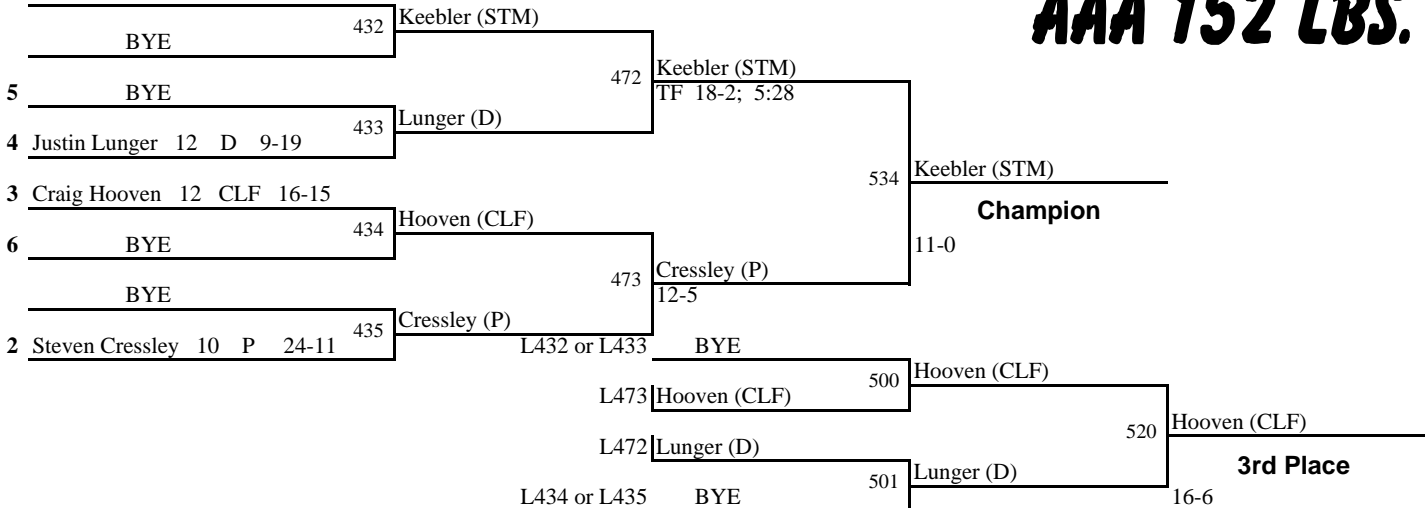 AAA 152 LBS.
432 Keebler (STM)
BYE
472 Keebler (STM)
TF 18-2; 5:28
5 BYE
433 Lunger (D)
4 Justin Lunger 12 D 9-19
534 Keebler (STM)
Champion
11-0
3 Craig Hooven 12 CLF 16-15
434 Hooven (CLF)
6 BYE
473 Cressley (P)
12-5
BYE
435 Cressley (P)
2 Steven Cressley 10 P 24-11
L432 or L433 BYE
500 Hooven (CLF)
L473 Hooven (CLF)
520 Hooven (CLF)
3rd Place
16-6
L472 Lunger (D)
501 Lunger (D)
L434 or L435 BYE